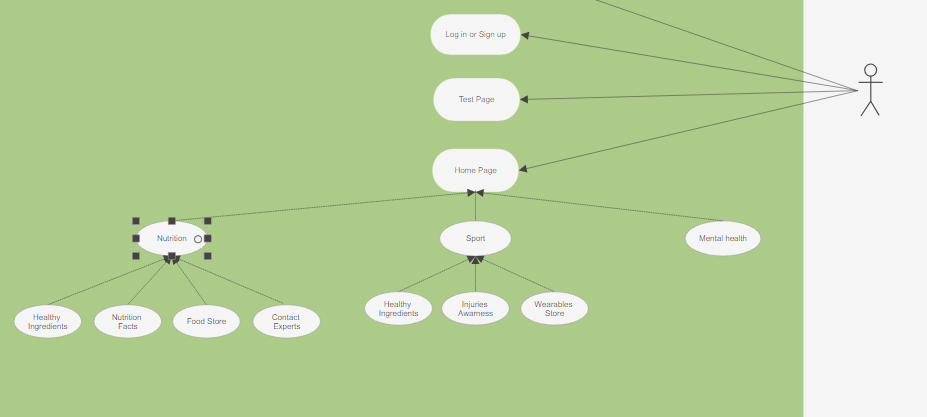 Log in or Sign up
Test Page
Home Page
Nutrition
Sport
Mental health
Healthy
Ingredients
Nutrition
Facts
Food Store
Contact
Experts
Healthy
Ingredients
Injuries
Awarness
Wearables
Store